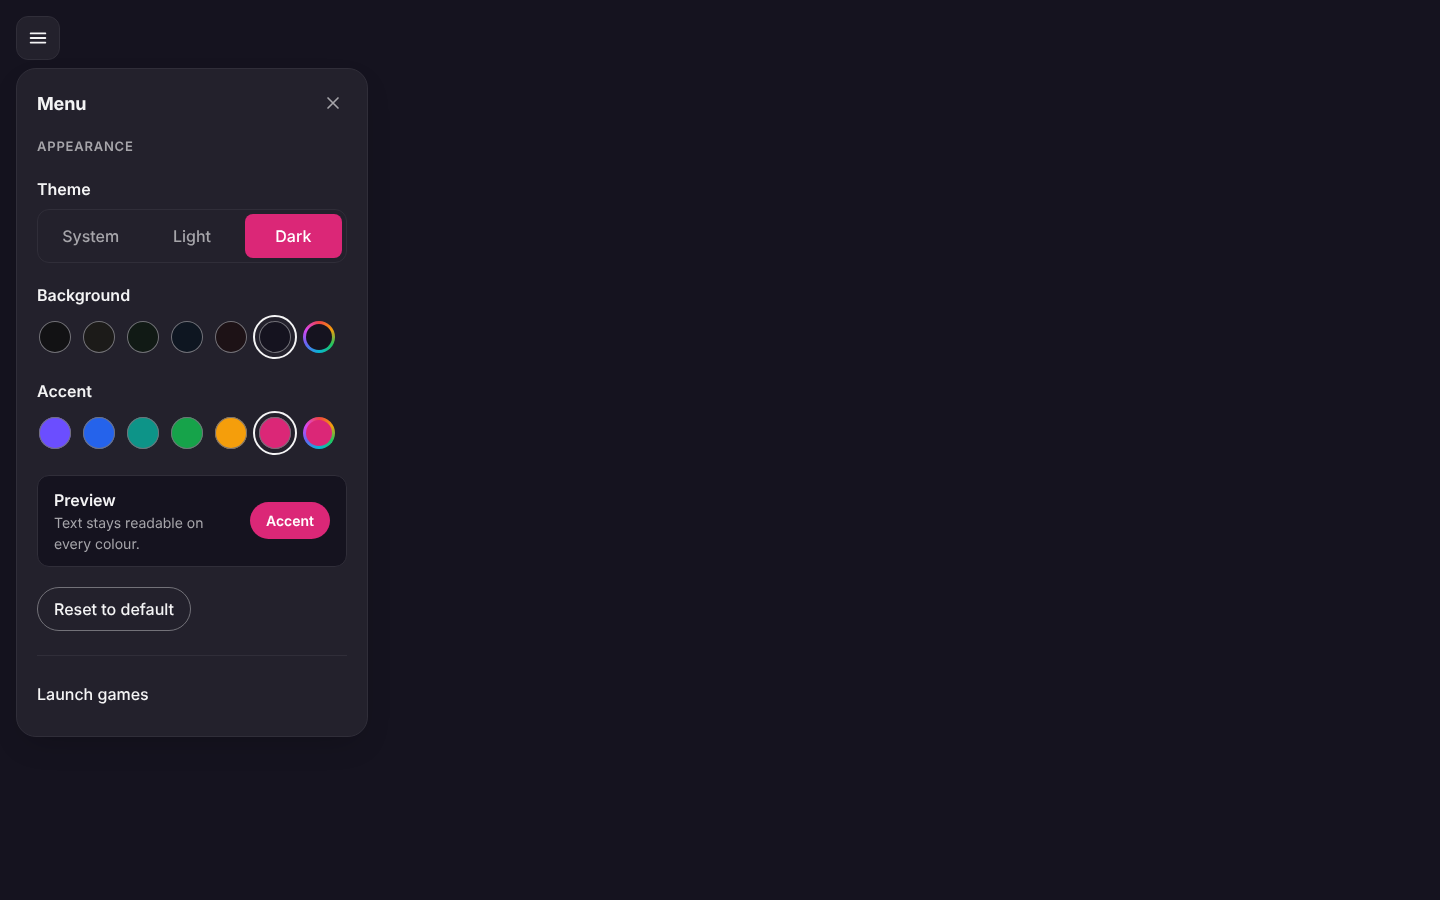 Menu
APPEARANCE
Theme
System Light Dark
Background
Accent
Preview
Text stays readable on
every colour.
Accent
Reset to default
Launch games